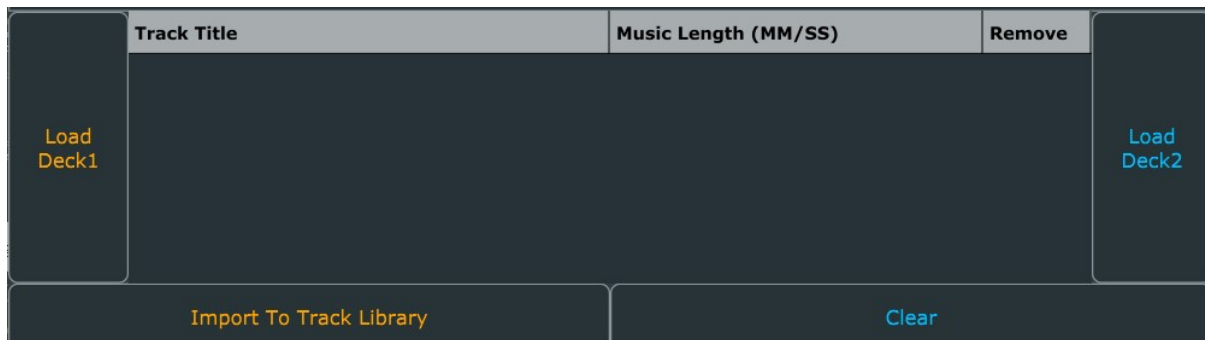 Track Title
Music Length (MM/SS)
Remove
Load
Deck1
Load
Deck2
Import To Track Library
Clear